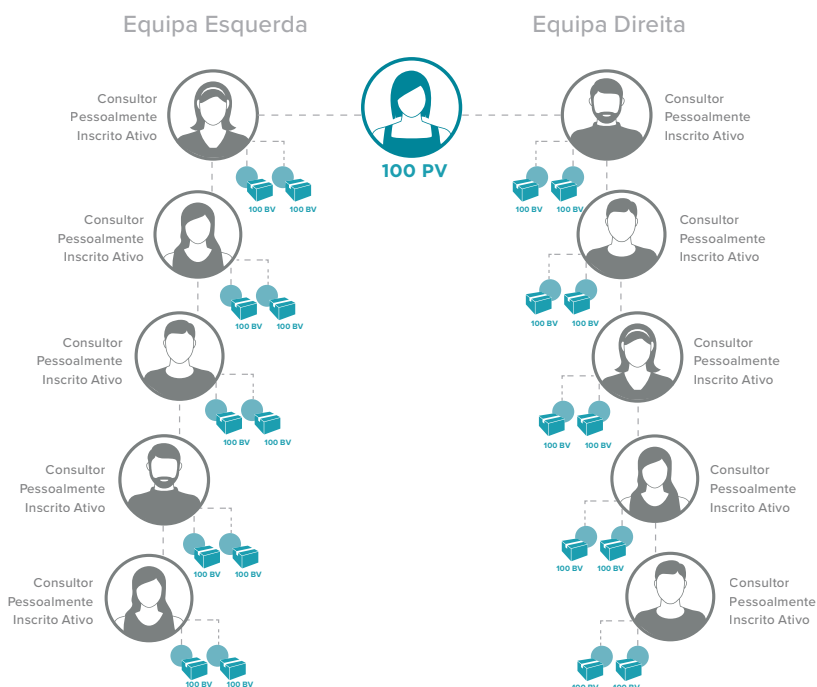 Equipa Esquerda
Equipa Direita
Consultor
Pessoalmente
Inscrito Ativo
100 PV
Consultor
Pessoalmente
Inscrito Ativo
100 BV 100 BV
100 BV 100 BV
Consultor
Pessoalmente
Inscrito Ativo
Consultor
Pessoalmente
Inscrito Ativo
100 BV 100 BV
100 BV 100 BV
Consultor
Pessoalmente
Inscrito Ativo
Consultor
Pessoalmente
Inscrito Ativo
100 BV 100 BV
100 BV 100 BV
Consultor
Pessoalmente
Inscrito Ativo
Consultor
Pessoalmente
Inscrito Ativo
100 BV 100 BV
100 BV 100 BV
Consultor
Pessoalmente
Inscrito Ativo
Consultor
Pessoalmente
Inscrito Ativo
100 BV 100 BV
100 BV 100 BV